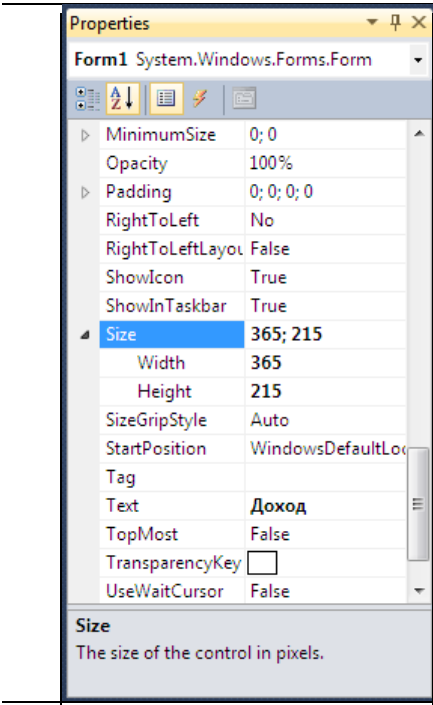 Properties
Form1 System.Windows.Forms.Form
MinimumSize 0; 0
Opacity 100%
Padding 0; 0; 0; 0
RightToLeft No
RightToLeftLayou False
ShowIcon True
ShowInTaskbar True
Size 365; 215
Width 365
Height 215
SizeGripStyle Auto
StartPosition WindowsDefaultLoc
Tag
Text Доход
TopMost False
TransparencyKey
UseWaitCursor False
Size
The size of the control in pixels.